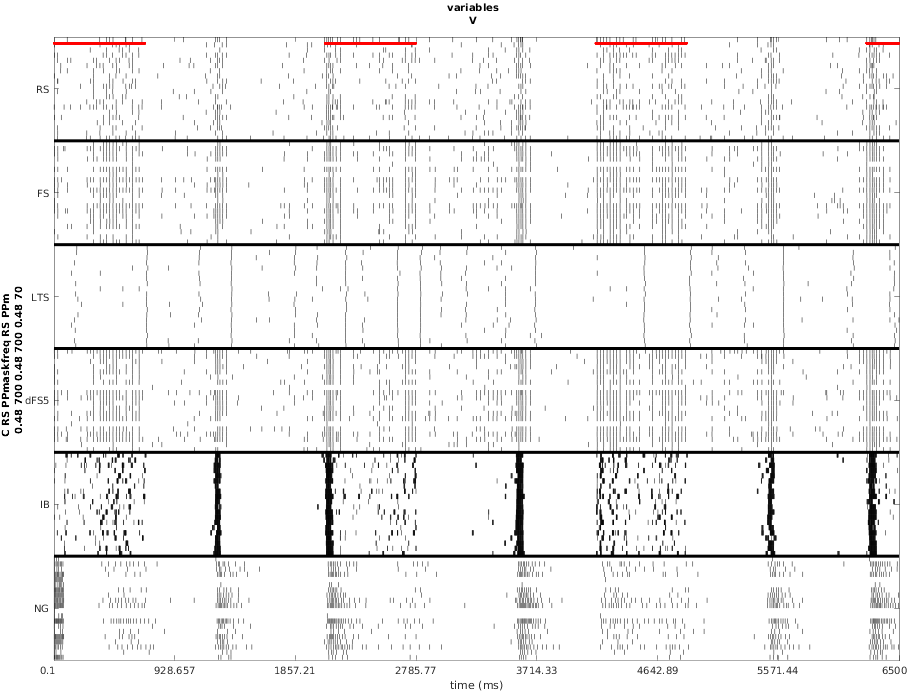 variables
V
RS
FS
LTS
dFS5
IB
NG
C RS PPmaskfreq RS PPm
0.48 700 0.48 700 0.48 70
0.1 928.657 1857.21 2785.77 3714.33 4642.89 5571.44 6500
time (ms)